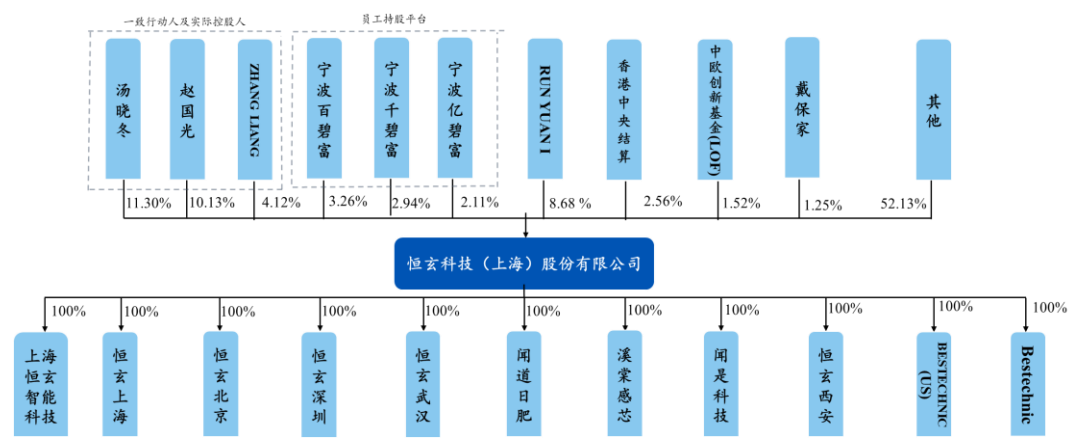 一致行动人及实际控股人
员工持股平台
汤晓冬
赵国光
ZHANG LIANG
宁波百碧富
宁波千碧富
宁波亿碧富
RUN YUAN I
香港中央结算
中欧创新基金(LOF)
戴保家
其他
11.30%
10.13%
4.12%
3.26%
2.94%
2.11%
8.68 %
2.56%
1.52%
1.25%
52.13%
恒玄科技（上海）股份有限公司
100%
100%
100%
100%
100%
100%
100%
100%
100%
100%
100%
上海
恒玄
智能
科技
恒玄上海
恒玄北京
恒玄深圳
恒玄武汉
闻道日肥
溪棠感芯
闻是科技
恒玄西安
BESTECHNIC
(US)
Bestechnic